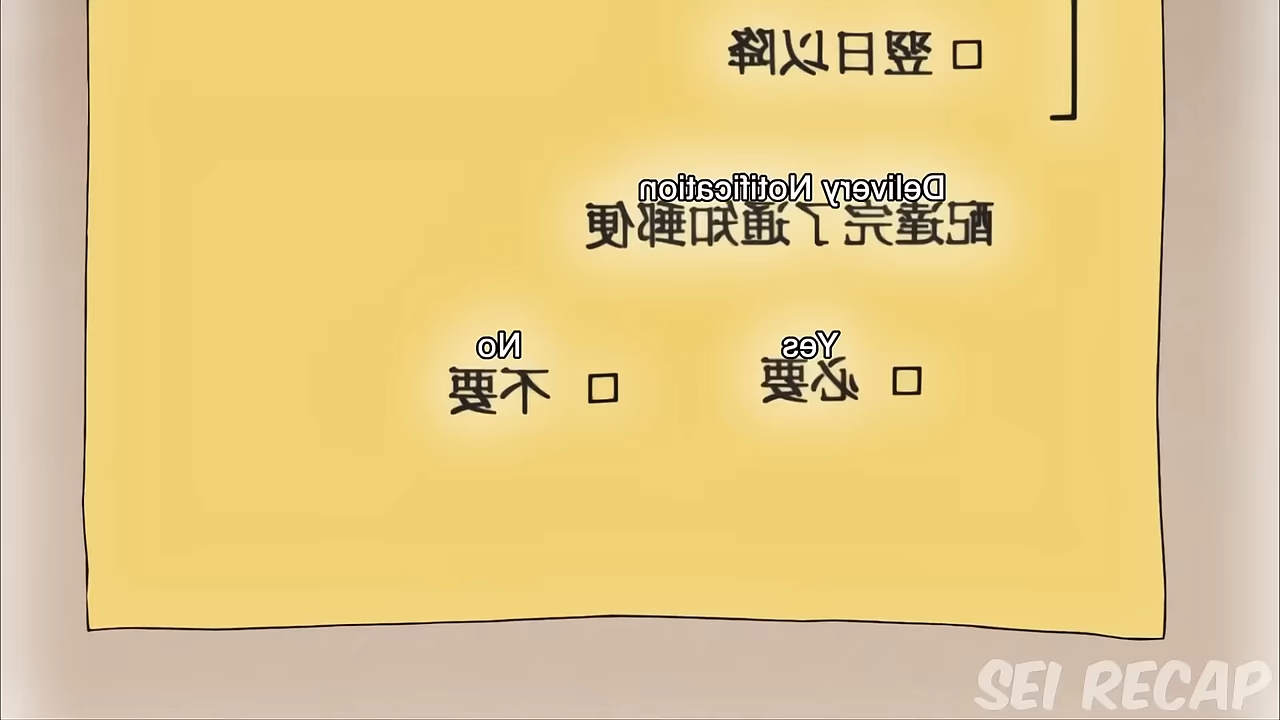 □ 翌日以降
Delivery Notification
配達完了通知郵便
Yes
No
□ 必要
□ 不要
SEI RECAP